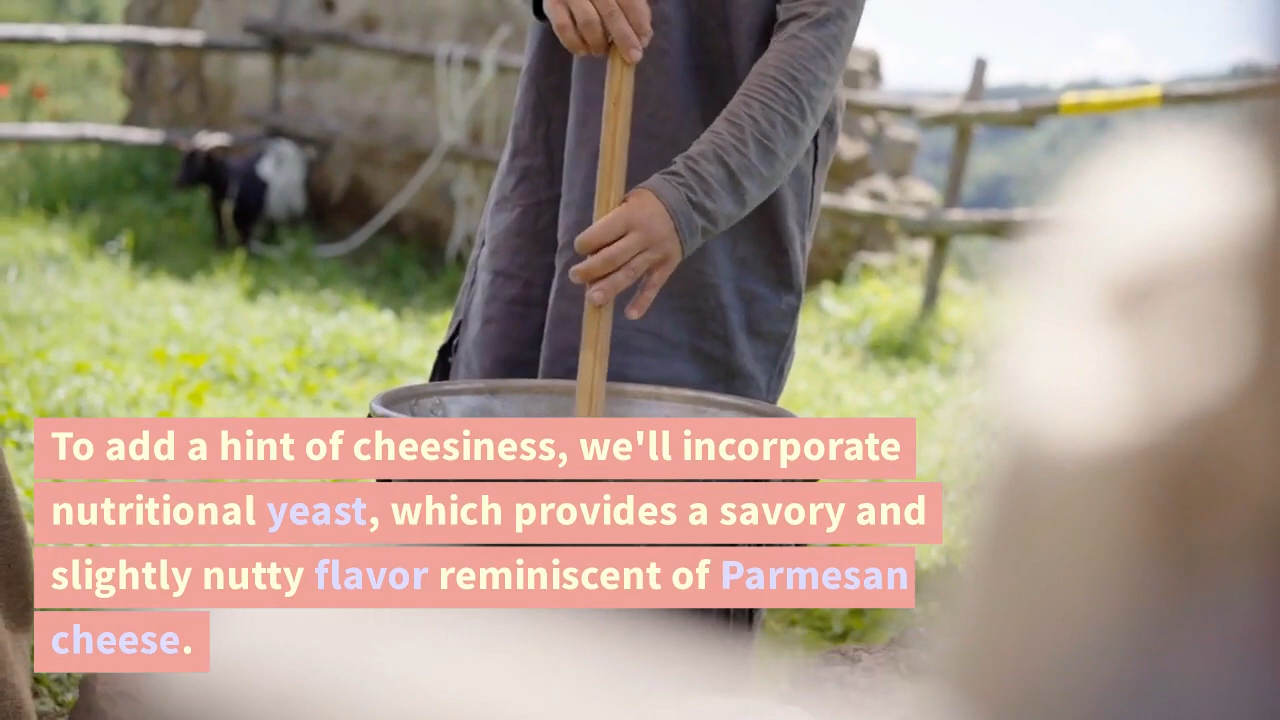 To add a hint of cheesiness, we'll incorporate
nutritional yeast, which provides a savory and
slightly nutty flavor reminiscent of Parmesan
cheese.